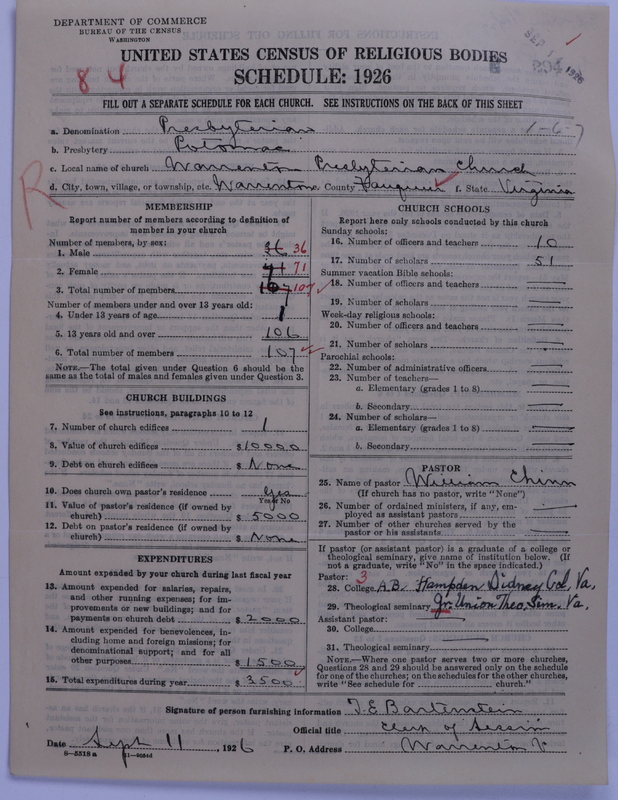 DEPARTMENT OF COMMERCE
BUREAU OF THE CENSUS
WASHINGTON
SEP 1 1926
8 4
UNITED STATES CENSUS OF RELIGIOUS BODIES
SCHEDULE: 1926
FILL OUT A SEPARATE SCHEDULE FOR EACH CHURCH. SEE INSTRUCTIONS ON THE BACK OF THIS SHEET
a. Denomination Presbyterian 1-6-7
b. Presbytery Potomac
c. Local name of church Warrenton Presbyterian Church
R
d. City, town, village, or township, etc. Warrenton County Fauquier f. State Virginia
MEMBERSHIP
Report number of members according to definition of
member in your church
Number of members, by sex:
1. Male 36 36
2. Female 71 71
3. Total number of members 107 107
Number of members under and over 13 years old:
4. Under 13 years of age 1
5. 13 years old and over 106
6. Total number of members 107
NOTE.—The total given under Question 6 should be the
same as the total of males and females given under Question 3.
CHURCH BUILDINGS
See instructions, paragraphs 10 to 12
7. Number of church edifices 1
8. Value of church edifices $10000
9. Debt on church edifices $ None
10. Does church own pastor's residence Yes
Yes or No
11. Value of pastor's residence (if owned by
church) $ 5000
12. Debt on pastor's residence (if owned by
church) $ None
EXPENDITURES
Amount expended by your church during last fiscal year
13. Amount expended for salaries, repairs,
and other running expenses; for im-
provements or new buildings; and for
payments on church debt $ 2000
14. Amount expended for benevolences, in-
cluding home and foreign missions; for
denominational support; and for all
other purposes $ 1500
15. Total expenditures during year $ 3500
CHURCH SCHOOLS
Report here only schools conducted by this church
Sunday schools:
16. Number of officers and teachers 10
17. Number of scholars 51
Summer vacation Bible schools:
18. Number of officers and teachers
19. Number of scholars
Week-day religious schools:
20. Number of officers and teachers
21. Number of scholars
Parochial schools:
22. Number of administrative officers
23. Number of teachers—
a. Elementary (grades 1 to 8)
b. Secondary
24. Number of scholars—
a. Elementary (grades 1 to 8)
b. Secondary
PASTOR
25. Name of pastor William Chinn
(If church has no pastor, write "None")
26. Number of ordained ministers, if any, em-
ployed as assistant pastors
27. Number of other churches served by the
pastor or his assistants
If pastor (or assistant pastor) is a graduate of a college or
theological seminary, give name of institution below. (If
not a graduate, write "No" in the space indicated.)
Pastor: 3
28. College A.B. Hampden Sidney Col. Va.
29. Theological seminary Gr. Union Theo. Sem. Va.
Assistant pastor:
30. College
31. Theological seminary
NOTE.—Where one pastor serves two or more churches,
Questions 28 and 29 should be answered only on the schedule
for one of the churches; on the schedules for the other churches,
write "See schedule for church."
Signature of person furnishing information T. E. Bartenstein
Official title Clerk of Session
Date Sept 11, 1926 P. O. Address Warrenton V.
8—5518a 11—9084d